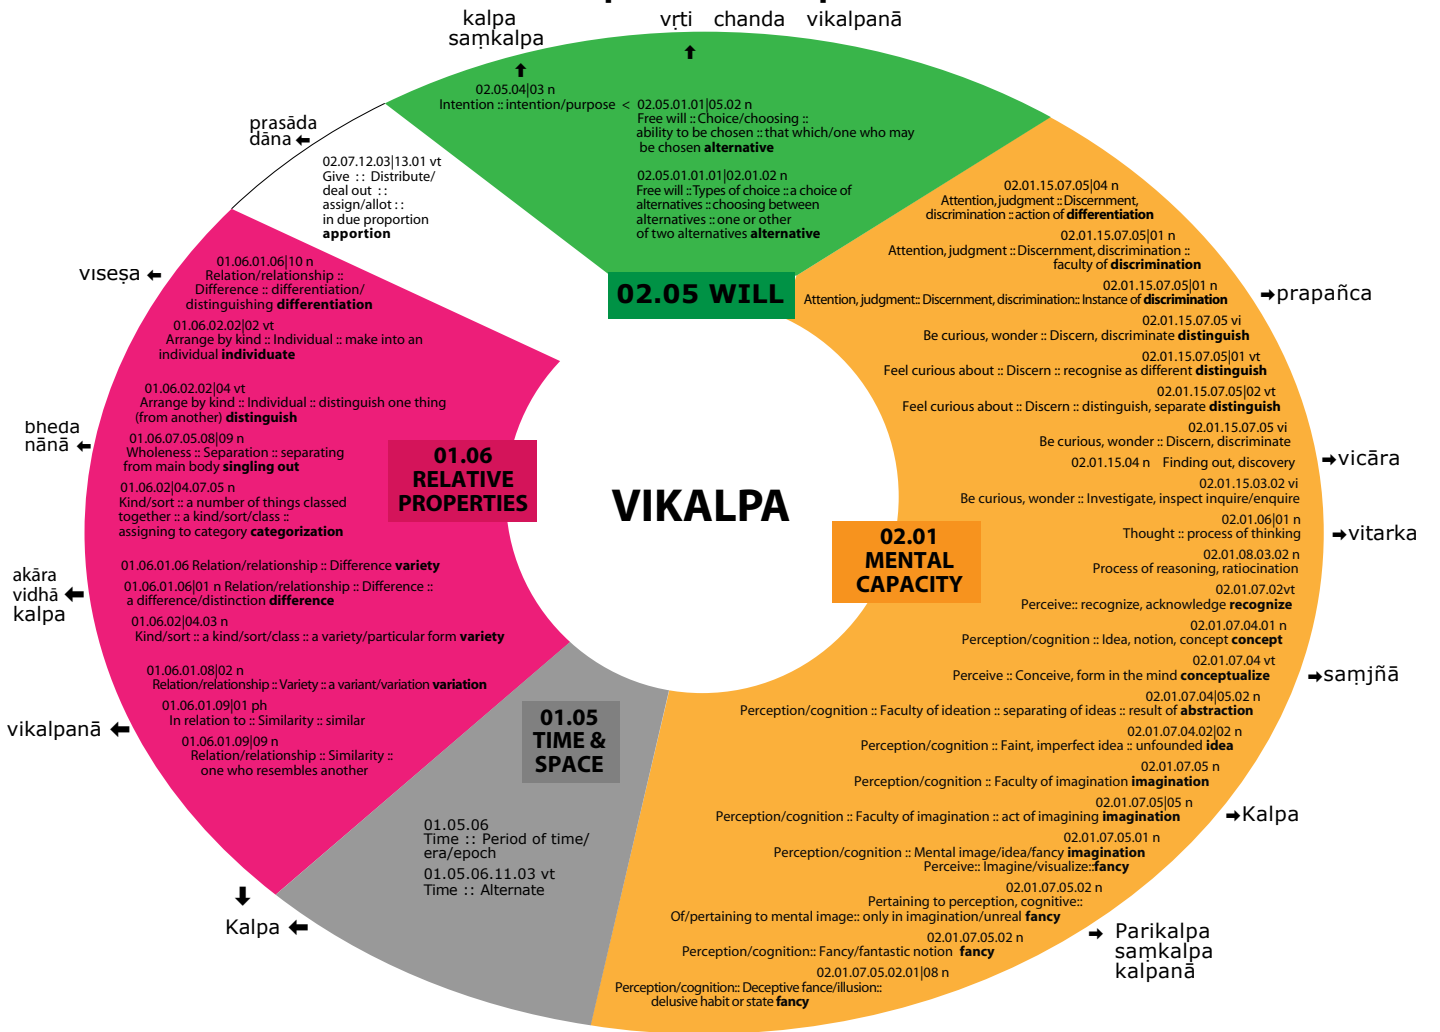 kalpa
saṃkalpa
vṛti chanda vikalpanā
02.05.04|03 n
Intention :: intention/purpose <
02.05.01.01|05.02 n
Free will :: Choice/choosing ::
ability to be chosen :: that which/one who may
be chosen alternative
02.05.01.01.01|02.01.02 n
Free will :: Types of choice :: a choice of
alternatives :: choosing between
alternatives :: one or other
of two alternatives alternative
02.05 WILL
prasāda
dāna
02.07.12.03|13.01 vt
Give :: Distribute/
deal out ::
assign/allot ::
in due proportion
apportion
viseṣa
01.06.01.06|10 n
Relation/relationship ::
Difference :: differentiation/
distinguishing differentiation
01.06.02.02|02 vt
Arrange by kind :: Individual :: make into an
individual individuate
01.06.02.02|04 vt
Arrange by kind :: Individual :: distinguish one thing
(from another) distinguish
bheda
nānā
01.06.07.05.08|09 n
Wholeness :: Separation :: separating
from main body singling out
01.06.02|04.07.05 n
Kind/sort :: a number of things classed
together :: a kind/sort/class ::
assigning to category categorization
01.06
RELATIVE
PROPERTIES
01.06.01.06 Relation/relationship :: Difference variety
akāra
vidhā
kalpa
01.06.01.06|01 n Relation/relationship :: Difference ::
a difference/distinction difference
01.06.02|04.03 n
Kind/sort :: a kind/sort/class :: a variety/particular form variety
01.06.01.08|02 n
Relation/relationship :: Variety :: a variant/variation variation
vikalpanā
01.06.01.09|01 ph
In relation to :: Similarity :: similar
01.06.01.09|09 n
Relation/relationship :: Similarity ::
one who resembles another
VIKALPA
01.05
TIME &
SPACE
01.05.06
Time :: Period of time/
era/epoch
01.05.06.11.03 vt
Time :: Alternate
Kalpa
02.01.15.07.05|04 n
Attention, judgment :: Discernment,
discrimination :: action of differentiation
02.01.15.07.05|01 n
Attention, judgment :: Discernment, discrimination ::
faculty of discrimination
02.01.15.07.05|01 n
Attention, judgment:: Discernment, discrimination:: Instance of discrimination
prapañca
02.01.15.07.05 vi
Be curious, wonder :: Discern, discriminate distinguish
02.01.15.07.05|01 vt
Feel curious about :: Discern :: recognise as different distinguish
02.01.15.07.05|02 vt
Feel curious about :: Discern :: distinguish, separate distinguish
02.01.15.07.05 vi
Be curious, wonder :: Discern, discriminate
02.01.15.04 n Finding out, discovery
vicāra
02.01.15.03.02 vi
Be curious, wonder :: Investigate, inspect inquire/enquire
02.01.06|01 n
Thought :: process of thinking
vitarka
02.01
MENTAL
CAPACITY
02.01.08.03.02 n
Process of reasoning, ratiocination
02.01.07.02vt
Perceive:: recognize, acknowledge recognize
02.01.07.04.01 n
Perception/cognition :: Idea, notion, concept concept
02.01.07.04 vt
Perceive :: Conceive, form in the mind conceptualize
saṃjñā
02.01.07.04|05.02 n
Perception/cognition :: Faculty of ideation :: separating of ideas :: result of abstraction
02.01.07.04.02|02 n
Perception/cognition :: Faint, imperfect idea :: unfounded idea
02.01.07.05 n
Perception/cognition :: Faculty of imagination imagination
02.01.07.05|05 n
Perception/cognition :: Faculty of imagination :: act of imagining imagination
Kalpa
02.01.07.05.01 n
Perception/cognition :: Mental image/idea/fancy imagination
Perceive:: Imagine/visualize::fancy
02.01.07.05.02 n
Pertaining to perception, cognitive::
Of/pertaining to mental image:: only in imagination/unreal fancy
02.01.07.05.02 n
Perception/cognition:: Fancy/fantastic notion fancy
Parikalpa
saṃkalpa
kalpanā
02.01.07.05.02.01|08 n
Perception/cognition:: Deceptive fance/illusion::
delusive habit or state fancy